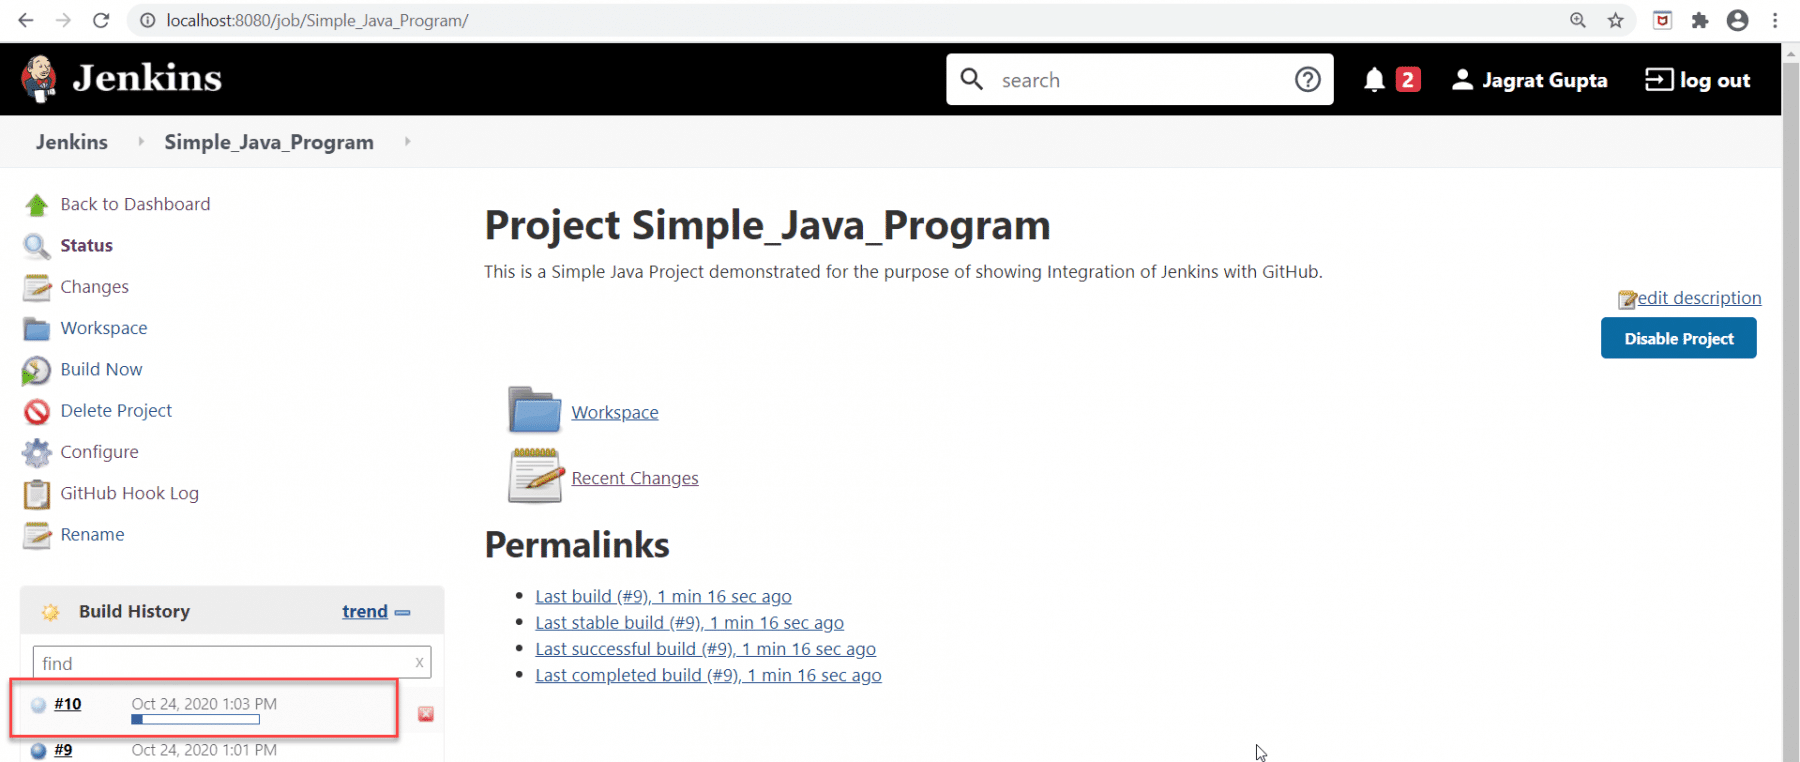 localhost:8080/job/Simple_Java_Program/
Jenkins
search
2
Jagrat Gupta
log out
Jenkins
Simple_Java_Program
Back to Dashboard
Status
Changes
Workspace
Build Now
Delete Project
Configure
GitHub Hook Log
Rename
Build History
trend
find
x
#10
Oct 24, 2020 1:03 PM
#9
Oct 24, 2020 1:01 PM
Project Simple_Java_Program
This is a Simple Java Project demonstrated for the purpose of showing Integration of Jenkins with GitHub.
edit description
Disable Project
Workspace
Recent Changes
Permalinks
Last build (#9), 1 min 16 sec ago
Last stable build (#9), 1 min 16 sec ago
Last successful build (#9), 1 min 16 sec ago
Last completed build (#9), 1 min 16 sec ago